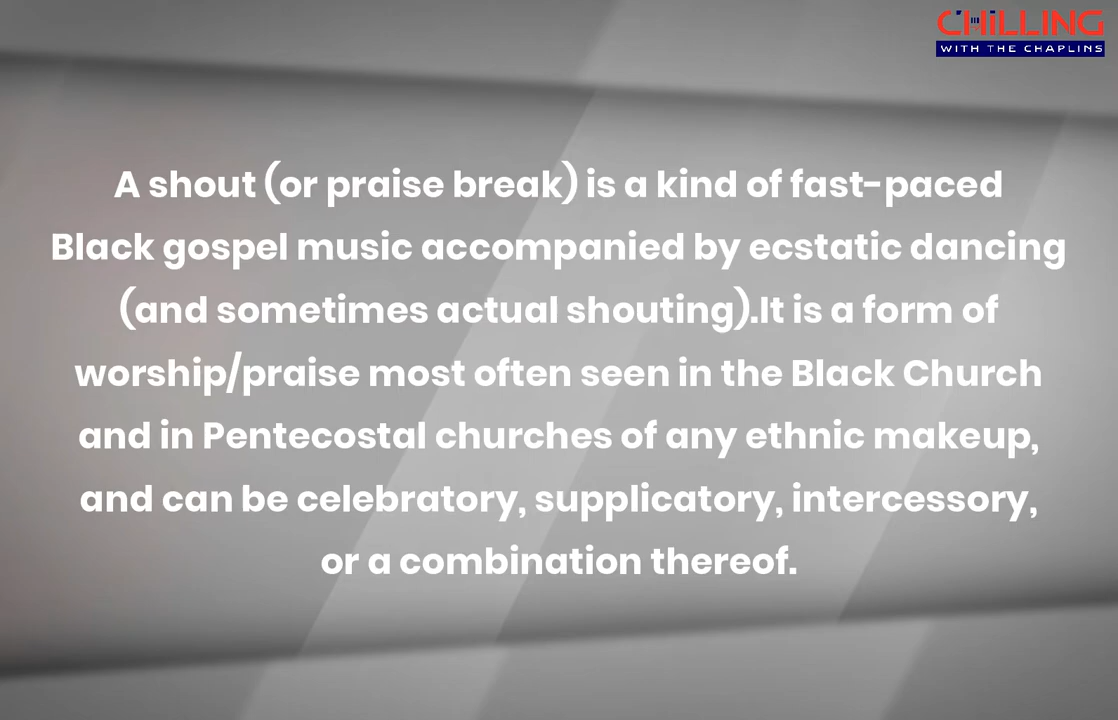 CHILLING
WITH THE CHAPLINS
A shout (or praise break) is a kind of fast-paced
Black gospel music accompanied by ecstatic dancing
(and sometimes actual shouting).It is a form of
worship/praise most often seen in the Black Church
and in Pentecostal churches of any ethnic makeup,
and can be celebratory, supplicatory, intercessory,
or a combination thereof.